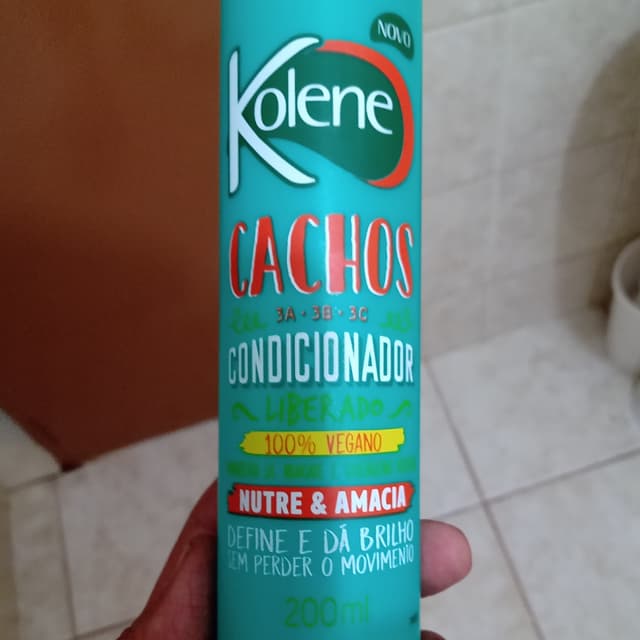 NOVO
Kolene
CACHOS
3A • 3B • 3C
CONDICIONADOR
LIBERADO
100% VEGANO
NUTRE & AMACIA
DEFINE E DÁ BRILHO
SEM PERDER O MOVIMENTO
200ml